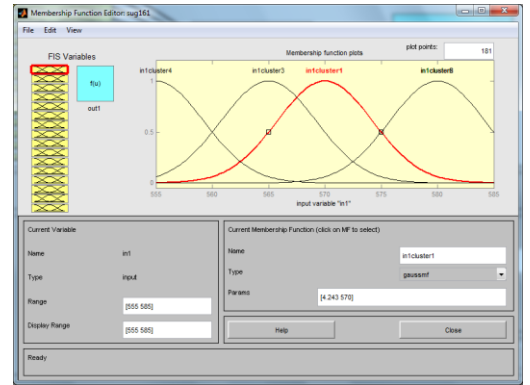 Membership Function Editor: sug161
File Edit View
FIS Variables
f(u)
out1
Membership function plots
plot points:
181
in1cluster4 in1cluster3 in1cluster1
1
0.5
0
555 560 565 570 575 580 585
input variable "in1"
Current Variable
Name in1
Type input
Range [555 585]
Display Range [555 585]
Current Membership Function (click on MF to select)
Name in1cluster1
Type gaussmf
Params [4.243 570]
Help Close
Ready